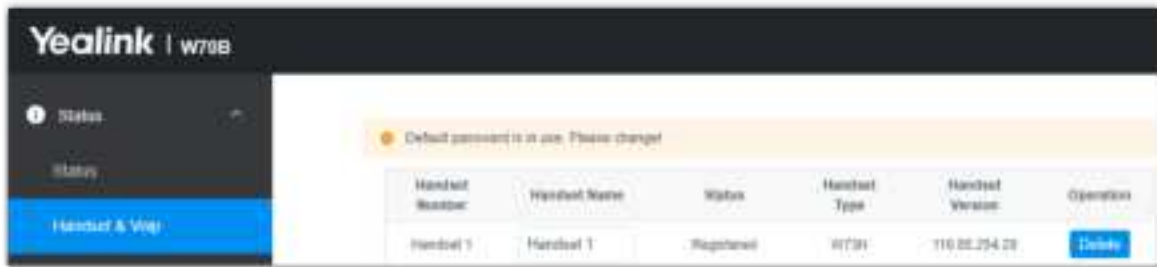 Yealink | W70B
Status
Status
Handset & VoIP
Default password is in use. Please change!
Handset Number
Handset Name
Status
Handset Type
Handset Version
Operation
Handset 1
Handset 1
Registered
W73H
Delete